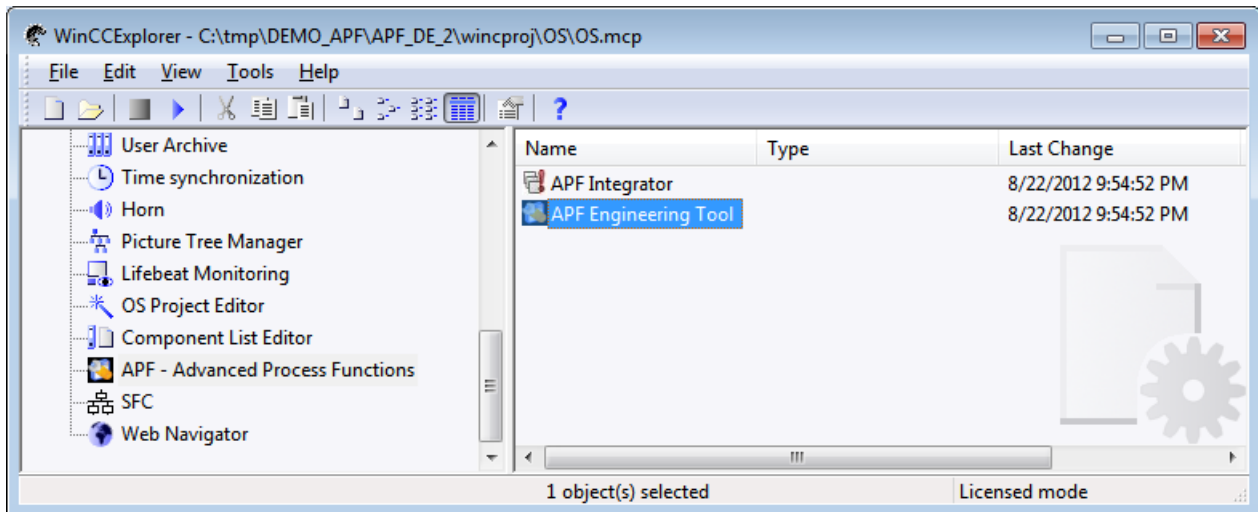 WinCCExplorer - C:\tmp\DEMO_APF\APF_DE_2\wincproj\OS\OS.mcp
File Edit View Tools Help
User Archive
Time synchronization
Horn
Picture Tree Manager
Lifebeat Monitoring
OS Project Editor
Component List Editor
APF - Advanced Process Functions
SFC
Web Navigator
Name Type Last Change
APF Integrator 8/22/2012 9:54:52 PM
APF Engineering Tool 8/22/2012 9:54:52 PM
1 object(s) selected Licensed mode